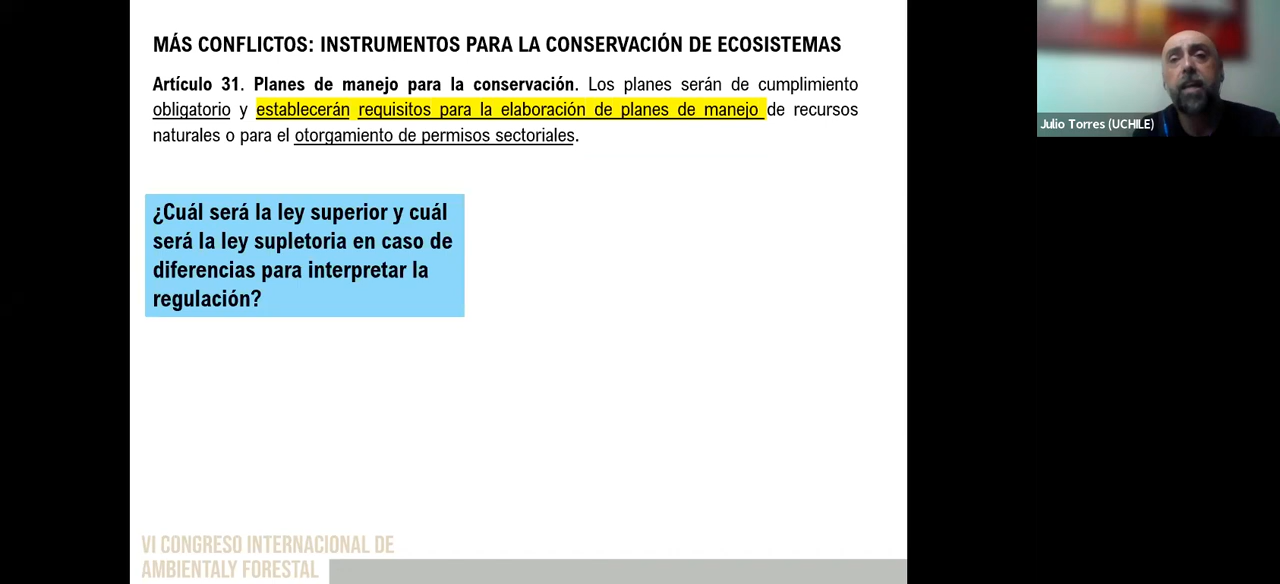 MÁS CONFLICTOS: INSTRUMENTOS PARA LA CONSERVACIÓN DE ECOSISTEMAS
Artículo 31. Planes de manejo para la conservación. Los planes serán de cumplimiento
obligatorio y establecerán requisitos para la elaboración de planes de manejo de recursos
naturales o para el otorgamiento de permisos sectoriales.
¿Cuál será la ley superior y cuál
será la ley supletoria en caso de
diferencias para interpretar la
regulación?
VI CONGRESO INTERNACIONAL DE
AMBIENTALY FORESTAL
Julio Torres (UCHILE)